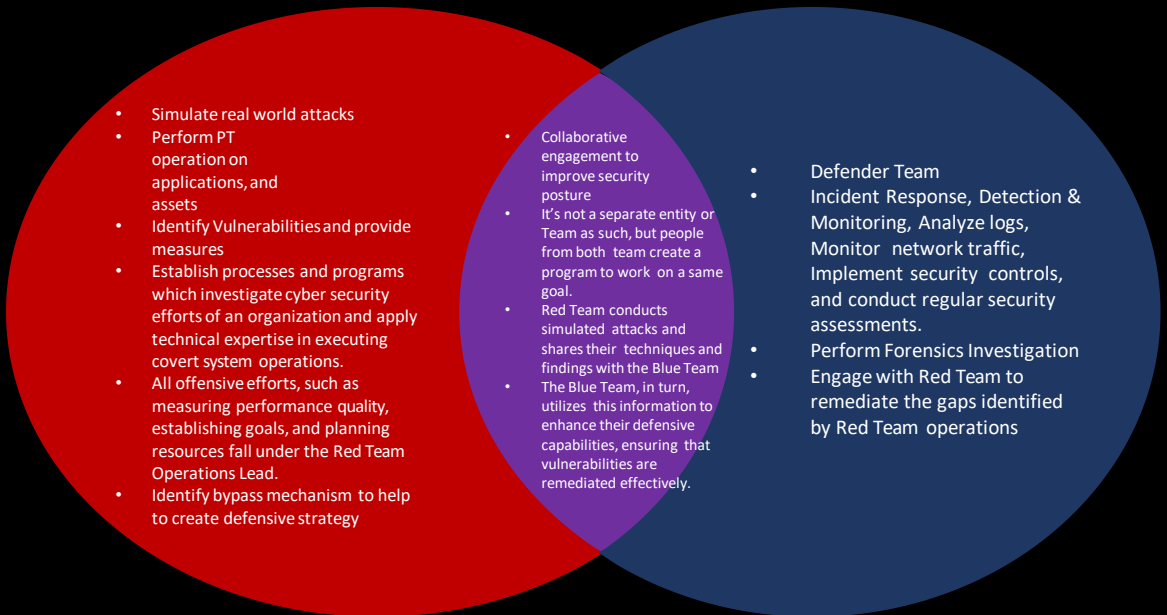 • Simulate real world attacks
• Perform PT
operation on
applications, and
assets
• Identify Vulnerabilities and provide
measures
• Establish processes and programs
which investigate cyber security
efforts of an organization and apply
technical expertise in executing
covert system operations.
• All offensive efforts, such as
measuring performance quality,
establishing goals, and planning
resources fall under the Red Team
Operations Lead.
• Identify bypass mechanism to help
to create defensive strategy
• Collaborative
engagement to
improve security
posture
• It's not a separate entity or
Team as such, but people
from both team create a
program to work on a same
goal.
• Red Team conducts
simulated attacks and
shares their techniques and
findings with the Blue Team
• The Blue Team, in turn,
utilizes this information to
enhance their defensive
capabilities, ensuring that
vulnerabilities are
remediated effectively.
• Defender Team
• Incident Response, Detection &
Monitoring, Analyze logs,
Monitor network traffic,
Implement security controls,
and conduct regular security
assessments.
• Perform Forensics Investigation
• Engage with Red Team to
remediate the gaps identified
by Red Team operations